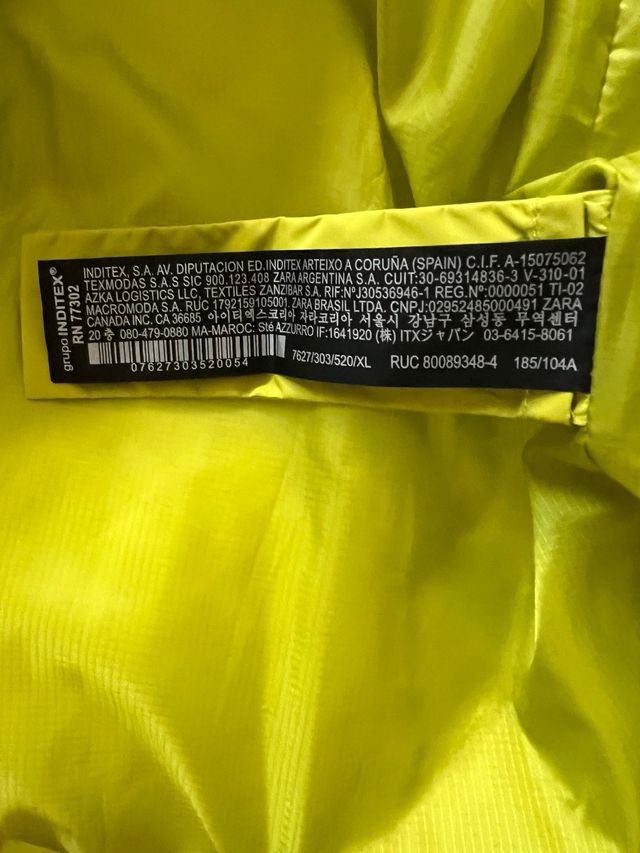 grupo INDITEX®
RN 77302
INDITEX, S.A. AV. DIPUTACION ED.INDITEX ARTEIXO A CORUÑA (SPAIN) C.I.F. A-15075062
TEXMODAS S.A.S SIC 900.123.408 ZARA ARGENTINA S.A. CUIT:30-69314836-3 V-310-01
AZKA LOGISTICS LLC, TEXTILES ZANZIBAR S.A. RIF:NºJ30536946-1 REG.Nº:0000051 TI-02
MACROMODA S.A. RUC 1792159105001. ZARA BRASIL LTDA. CNPJ:02952485000491 ZARA
CANADA INC. CA 36685 아이티엑스코리아 자라코리아 서울시 강남구 삼성동 무역센터
20 층 080-479-0880 MA-MAROC: Sté AZZURRO IF:1641920 (株) ITXジャパン 03-6415-8061
07627303520054
7627/303/520/XL RUC 80089348-4 185/104A